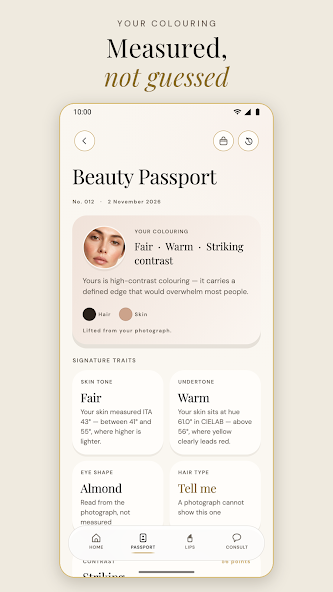 YOUR COLOURING
Measured,
not guessed
10:00
Beauty Passport
No. 012 · 2 November 2026
YOUR COLOURING
Fair · Warm · Striking
contrast
Yours is high-contrast colouring — it carries a
defined edge that would overwhelm most people.
Hair
Skin
Lifted from your photograph.
SIGNATURE TRAITS
SKIN TONE
Fair
Your skin measured ITA
43° — between 41° and
55°, where higher is
lighter.
UNDERTONE
Warm
Your skin sits at hue
61.0° in CIELAB — above
56°, where yellow
clearly leads red.
EYE SHAPE
Almond
Read from the
photograph, not
measured
HAIR TYPE
Tell me
A photograph cannot
show this one
HOME
PASSPORT
LIPS
CONSULT
CONTRAST
points
Striking